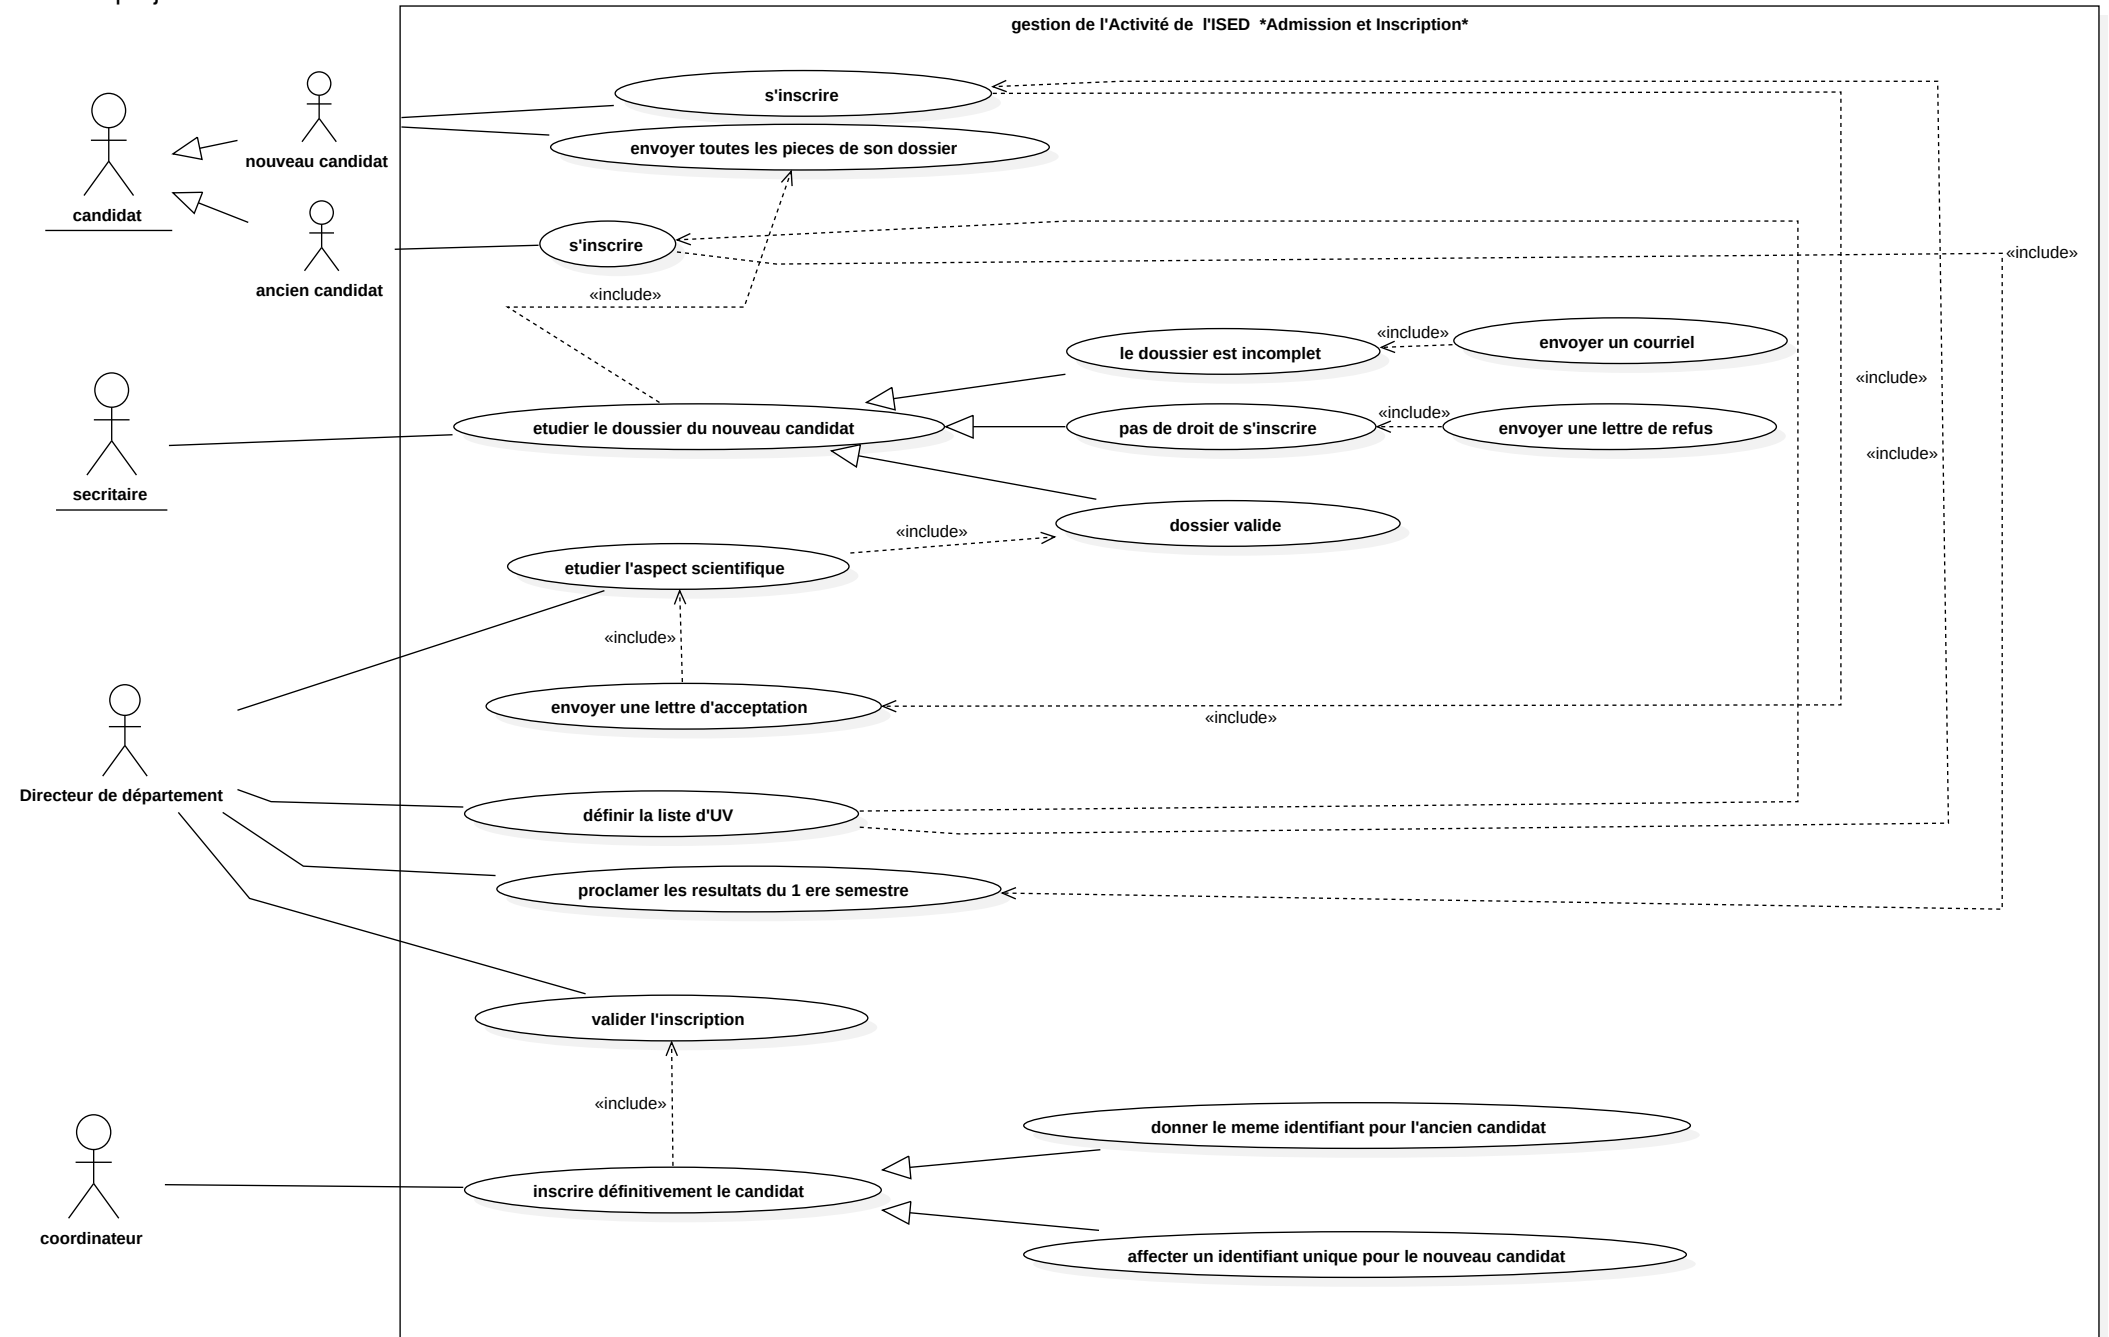 gestion de l'Activité de  l'ISED  *Admission et Inscription*
s'inscrire
nouveau candidat
envoyer toutes les pieces de son dossier
candidat
s'inscrire
«include»
ancien candidat
«include»
«include»
envoyer un courriel
le doussier est incomplet
«include»
secritaire
etudier le doussier du nouveau candidat
«include»
pas de droit de s'inscrire
envoyer une lettre de refus
«include»
«include»
dossier valide
etudier l'aspect scientifique
«include»
envoyer une lettre d'acceptation
«include»
Directeur de département
définir la liste d'UV
proclamer les resultats du 1 ere semestre
valider l'inscription
«include»
donner le meme identifiant pour l'ancien candidat
inscrire définitivement le candidat
coordinateur
affecter un identifiant unique pour le nouveau candidat